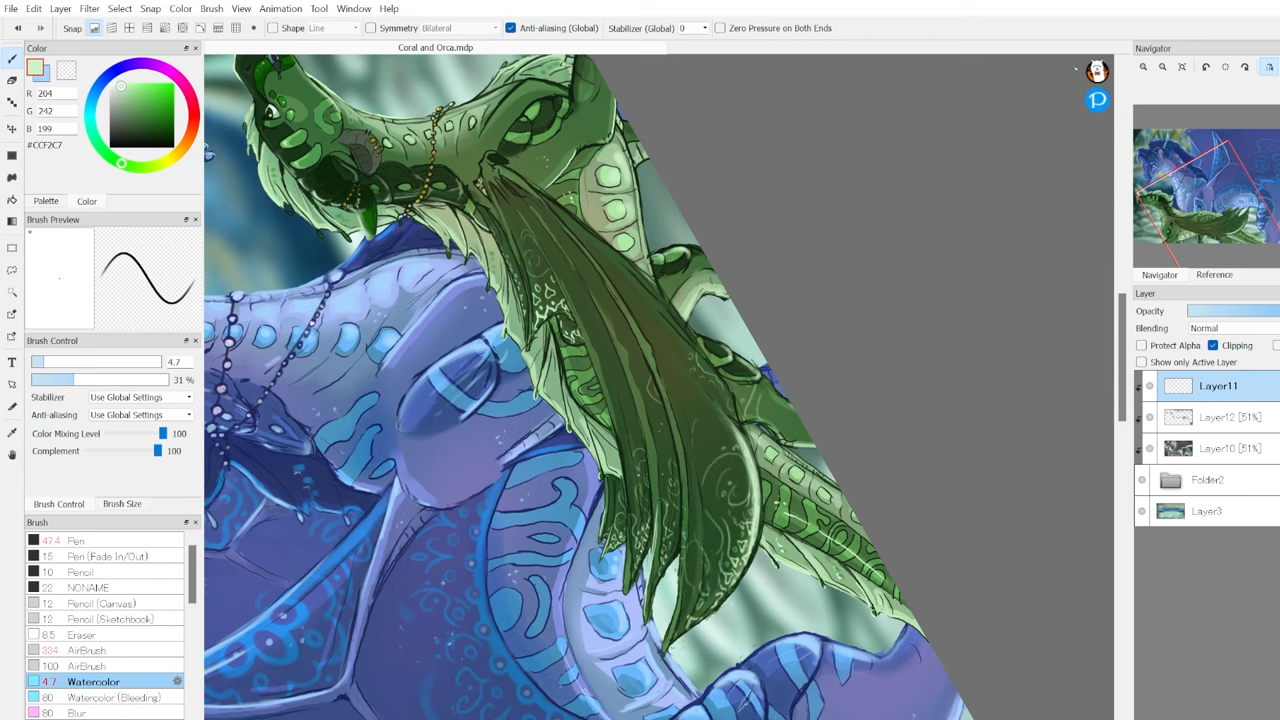 File Edit Layer Filter Select Snap Color Brush View Animation Tool Window Help
Snap Shape Line Symmetry Bilateral Anti-aliasing (Global) Stabilizer (Global) 0 Zero Pressure on Both Ends
Color
Coral and Orca.mdp
Navigator
R 204
G 242
B 199
#CCF2C7
Palette Color
Brush Preview
Brush Control
4.7
31 %
Stabilizer Use Global Settings
Anti-aliasing Use Global Settings
Color Mixing Level 100
Complement 100
Brush Control Brush Size
Brush
47.4 Pen
15 Pen (Fade In/Out)
10 Pencil
22 NONAME
12 Pencil (Canvas)
12 Pencil (Sketchbook)
8.5 Eraser
334 AirBrush
100 AirBrush
4.7 Watercolor
80 Watercolor (Bleeding)
80 Blur
Navigator Reference
Layer
Opacity
Blending Normal
Protect Alpha Clipping
Show only Active Layer
Layer11
Layer12 [51%]
Layer10 [51%]
Folder2
Layer3